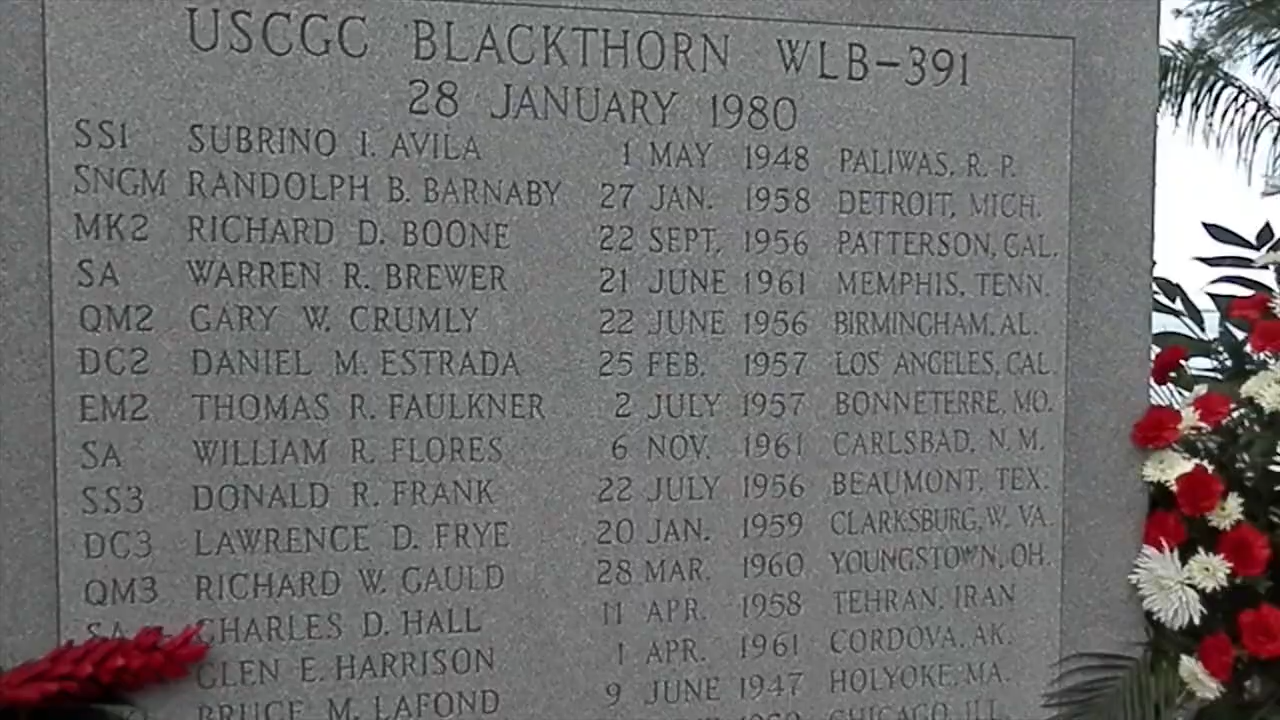 USCGC BLACKTHORN WLB-391
28 JANUARY 1980
SS1 SUBRINO I. AVILA 1 MAY 1948 PALIWAS, R. P.
SNGM RANDOLPH B. BARNABY 27 JAN. 1958 DETROIT, MICH.
MK2 RICHARD D. BOONE 22 SEPT. 1956 PATTERSON, CAL.
SA WARREN R. BREWER 21 JUNE 1961 MEMPHIS, TENN.
QM2 GARY W. CRUMLY 22 JUNE 1956 BIRMINGHAM, AL.
DC2 DANIEL M. ESTRADA 25 FEB. 1957 LOS ANGELES, CAL.
EM2 THOMAS R. FAULKNER 2 JULY 1957 BONNETERRE, MO.
SA WILLIAM R. FLORES 6 NOV. 1961 CARLSBAD, N. M.
SS3 DONALD R. FRANK 22 JULY 1956 BEAUMONT, TEX.
DC3 LAWRENCE D. FRYE 20 JAN. 1959 CLARKSBURG, W. VA.
QM3 RICHARD W. GAULD 28 MAR. 1960 YOUNGSTOWN, OH.
SA CHARLES D. HALL 11 APR. 1958 TEHRAN, IRAN
GLEN E. HARRISON 1 APR. 1961 CORDOVA, AK.
BRUCE M. LAFOND 9 JUNE 1947 HOLYOKE, MA.
CHICAGO, ILL.